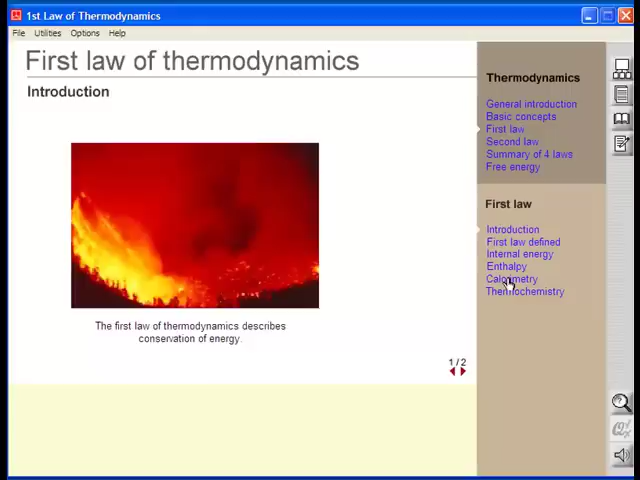 1st Law of Thermodynamics
File Utilities Options Help
First law of thermodynamics
Introduction
The first law of thermodynamics describes
conservation of energy.
1 / 2
Thermodynamics
General introduction
Basic concepts
First law
Second law
Summary of 4 laws
Free energy
First law
Introduction
First law defined
Internal energy
Enthalpy
Calorimetry
Thermochemistry